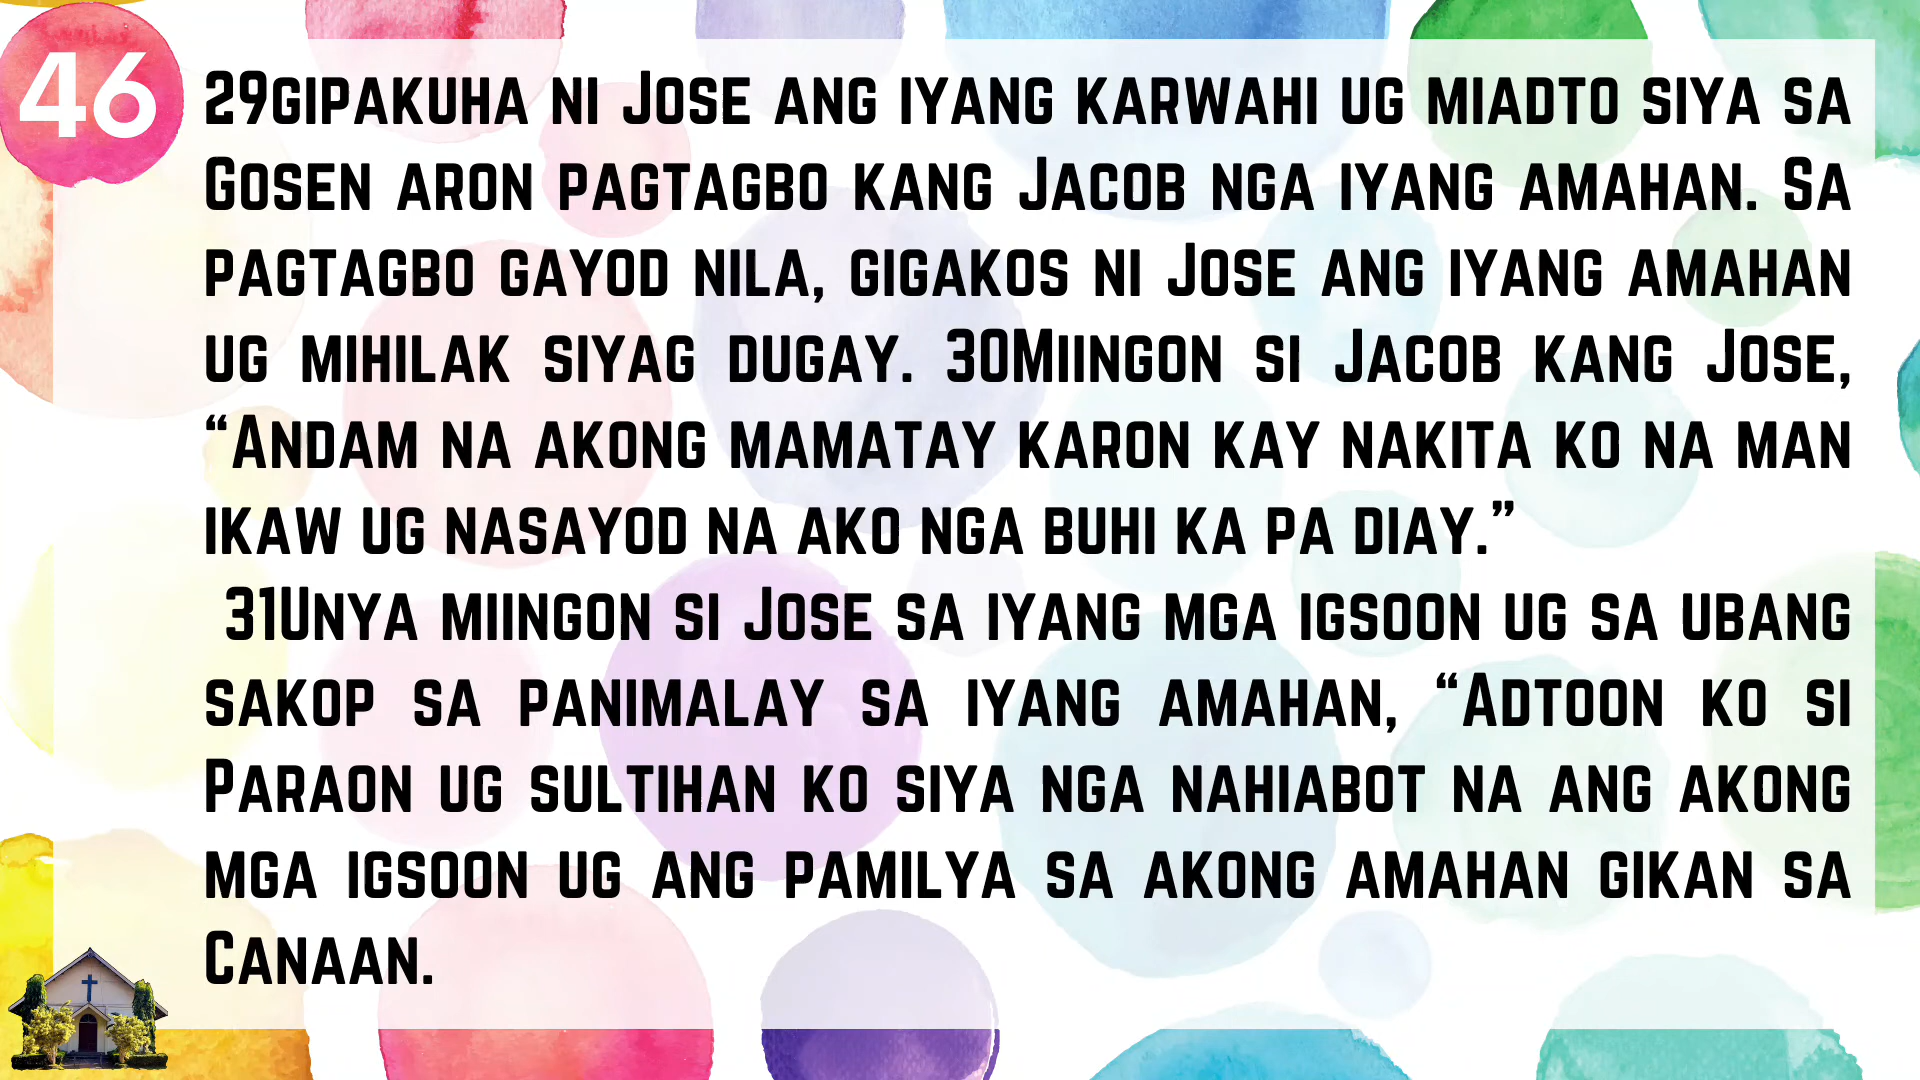 46
29GIPAKUHA NI JOSE ANG IYANG KARWAHI UG MIADTO SIYA SA
GOSEN ARON PAGTAGBO KANG JACOB NGA IYANG AMAHAN. SA
PAGTAGBO GAYOD NILA, GIGAKOS NI JOSE ANG IYANG AMAHAN
UG MIHILAK SIYAG DUGAY. 30MIINGON SI JACOB KANG JOSE,
“ANDAM NA AKONG MAMATAY KARON KAY NAKITA KO NA MAN
IKAW UG NASAYOD NA AKO NGA BUHI KA PA DIAY.”
31UNYA MIINGON SI JOSE SA IYANG MGA IGSOON UG SA UBANG
SAKOP SA PANIMALAY SA IYANG AMAHAN, “ADTOON KO SI
PARAON UG SULTIHAN KO SIYA NGA NAHIABOT NA ANG AKONG
MGA IGSOON UG ANG PAMILYA SA AKONG AMAHAN GIKAN SA
CANAAN.